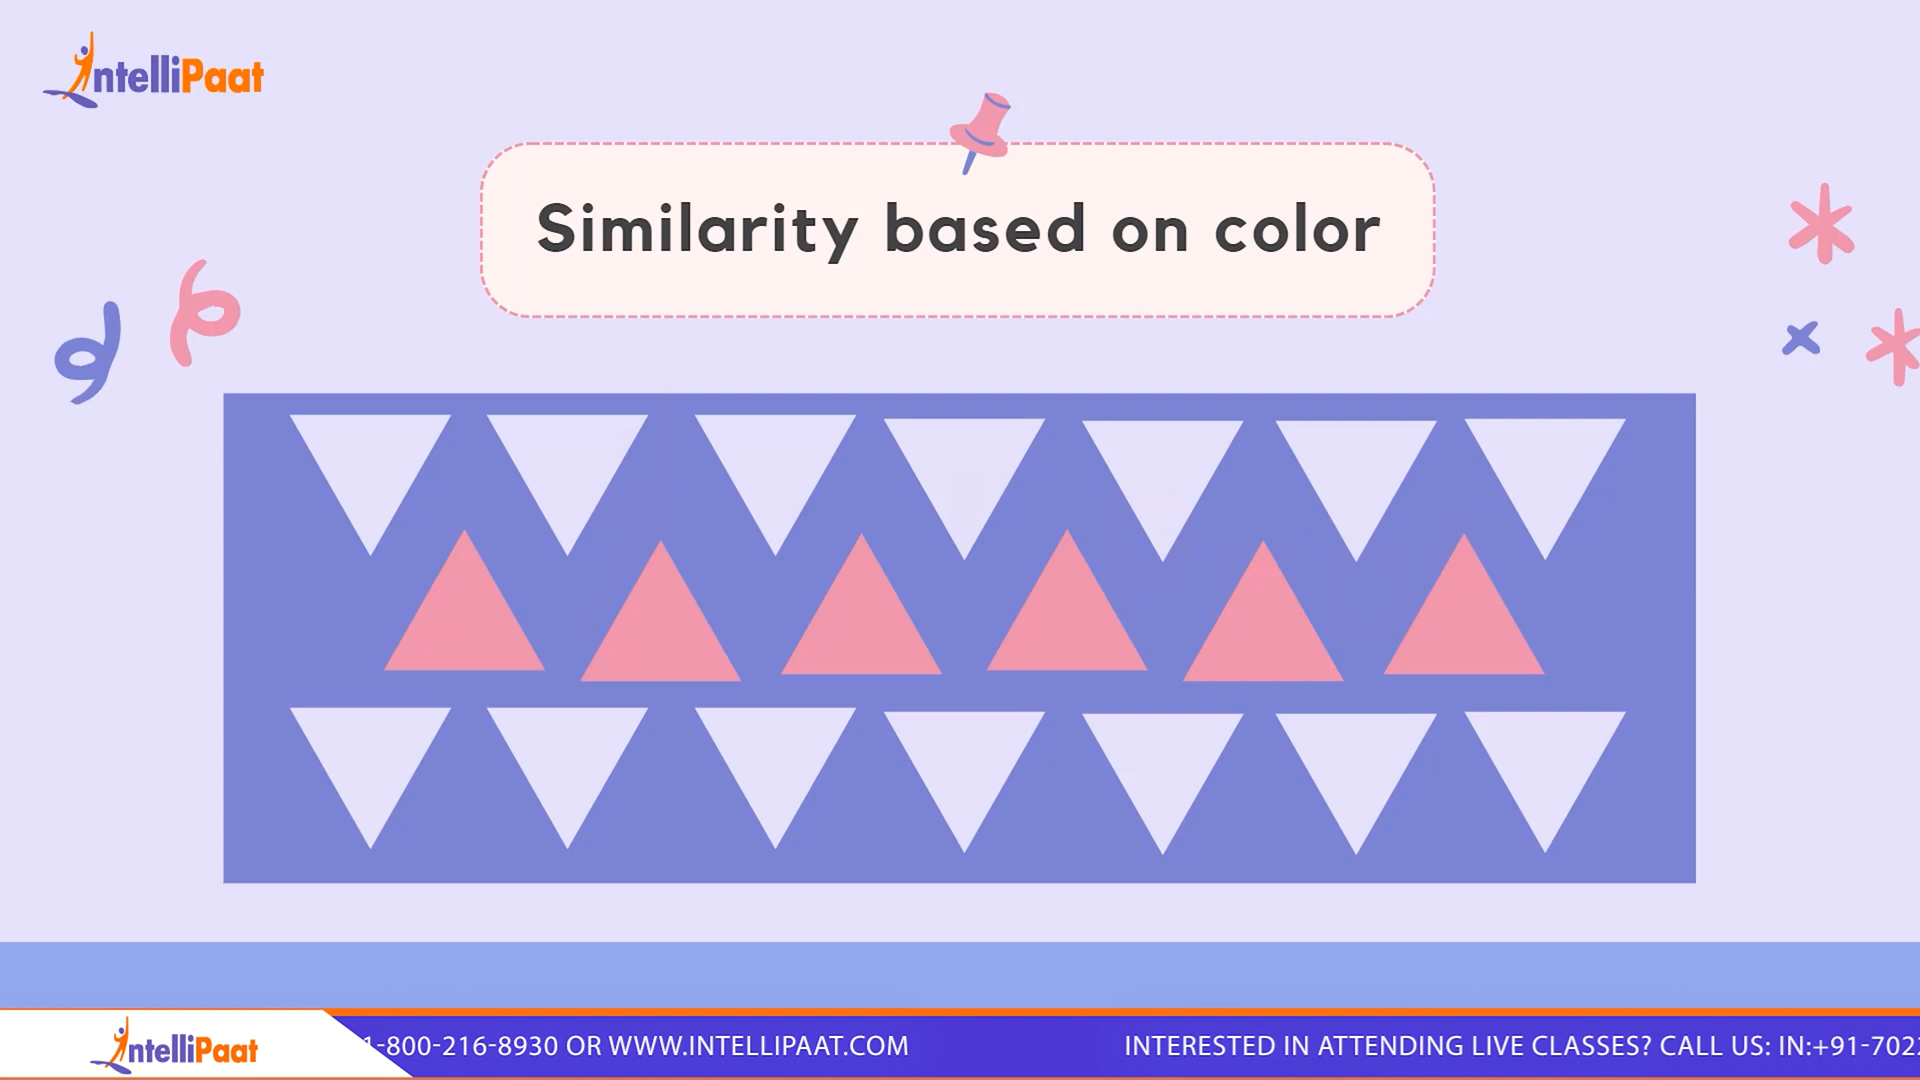 IntelliPaat
Similarity based on color
IntelliPaat
1-800-216-8930 OR WWW.INTELLIPAAT.COM
INTERESTED IN ATTENDING LIVE CLASSES? CALL US: IN:+91-702